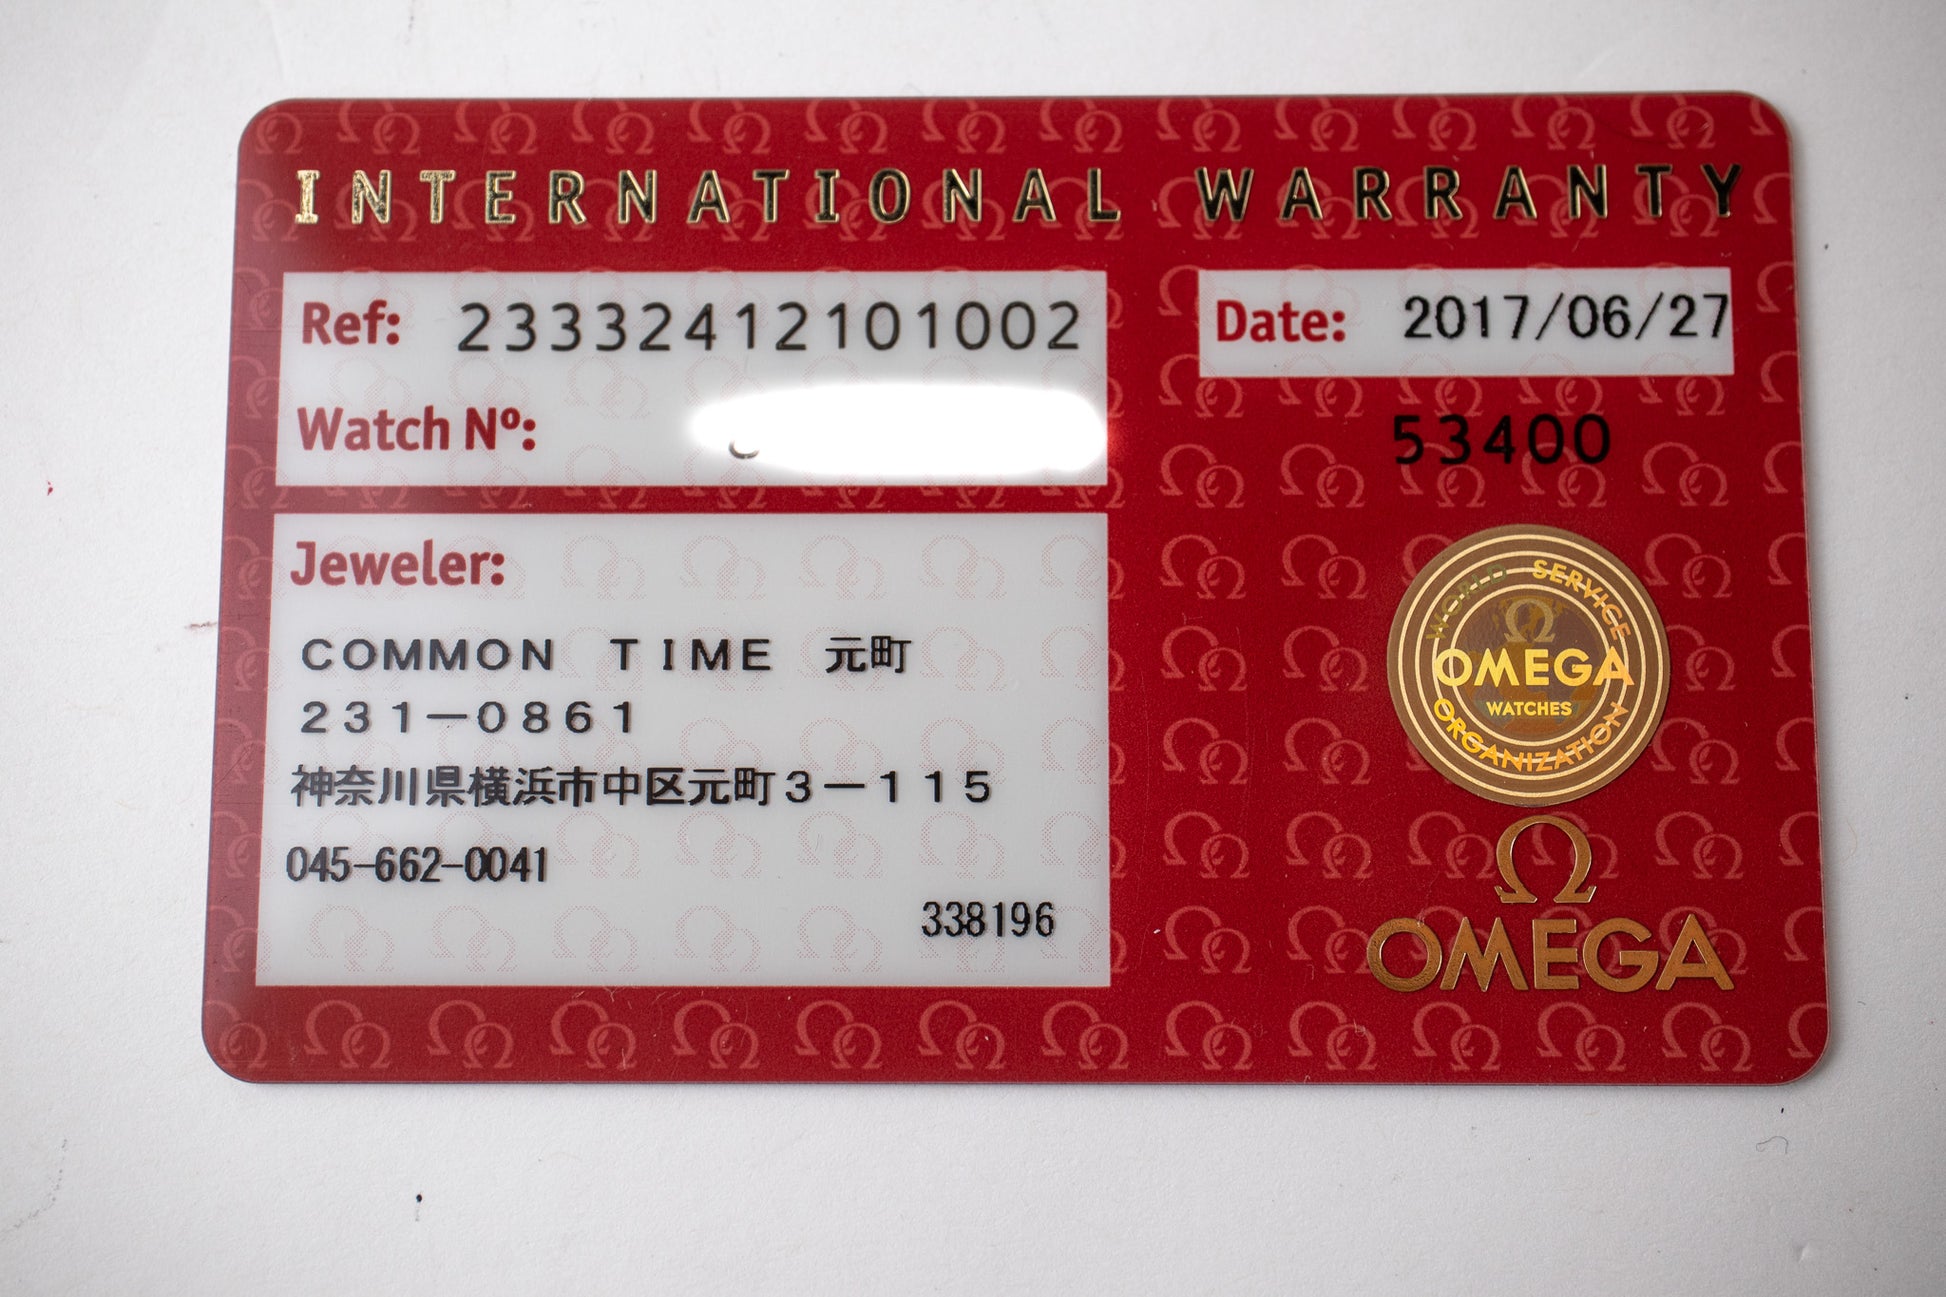 INTERNATIONAL WARRANTY
Ref: 23332412101002
Date: 2017/06/27
Watch Nº:
53400
Jeweler:
COMMON TIME 元町
231-0861
神奈川県横浜市中区元町3-115
045-662-0041
338196
WORLD SERVICE
OMEGA
WATCHES
ORGANIZATION
Ω
OMEGA